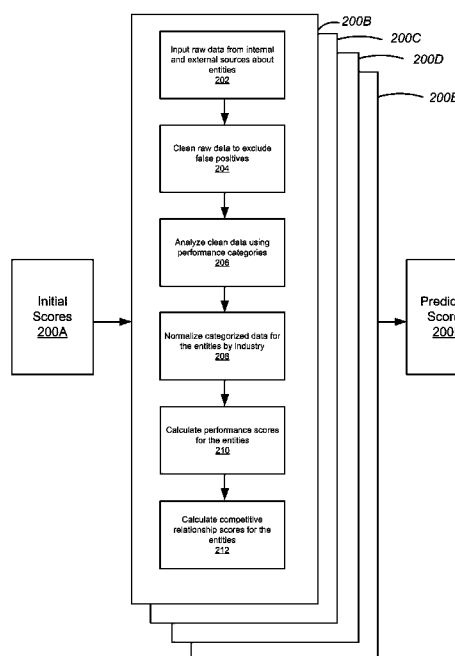 200B
200C
200D
200E
Input raw data from internal
and external sources about
entities
202
Clean raw data to exclude
false positives
204
Analyze clean data using
performance categories
206
Initial
Scores
200A
Normalize categorized data for
the entities by industry
208
Calculate performance scores
for the entities
210
Calculate competitive
relationship scores for the
entities
212